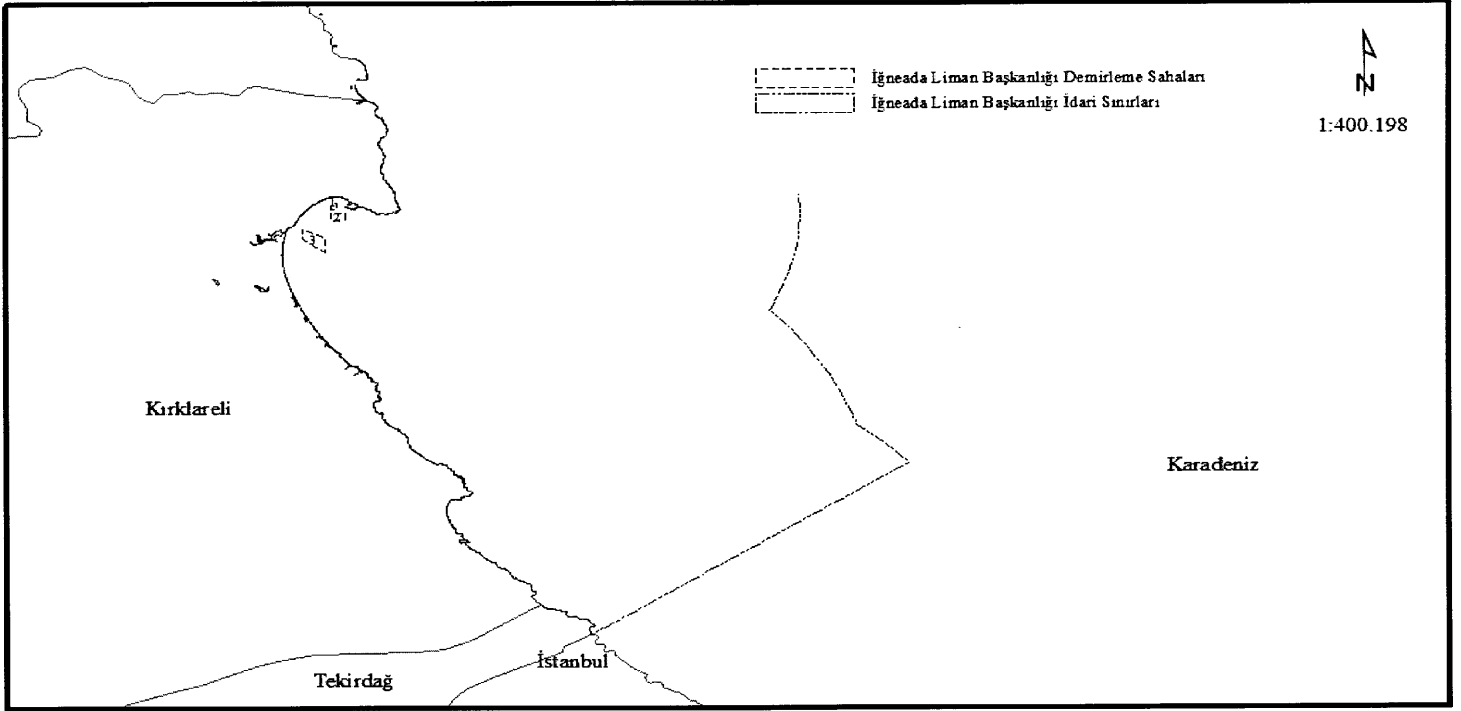 İğneada Liman Başkanlığı Demirleme Sahaları
N
İğneada Liman Başkanlığı İdari Sınırları
1:400.198
Kırklareli
Karadeniz
İstanbul
Tekirdağ